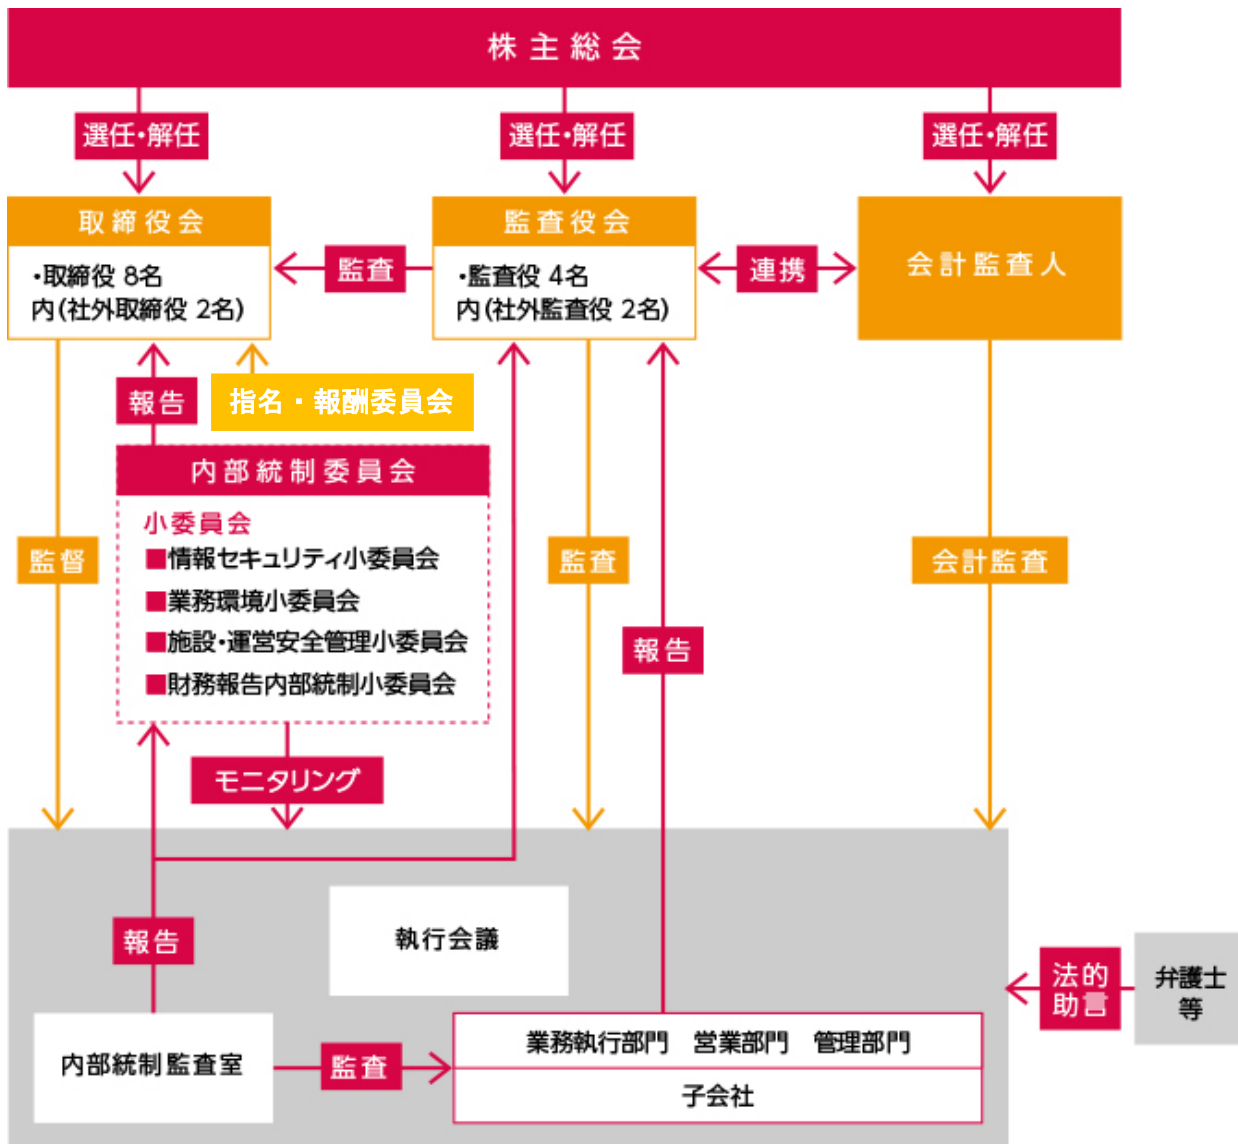 株主総会
選任・解任
選任・解任
選任・解任
取締役会
・取締役 8名
内(社外取締役 2名)
監査
監査役会
・監査役 4名
内(社外監査役 2名)
連携
会計監査人
報告
指名・報酬委員会
内部統制委員会
小委員会
■情報セキュリティ小委員会
■業務環境小委員会
■施設・運営安全管理小委員会
■財務報告内部統制小委員会
監督
監査
会計監査
報告
モニタリング
執行会議
報告
法的
助言
弁護士
等
内部統制監査室
監査
業務執行部門 営業部門 管理部門
子会社